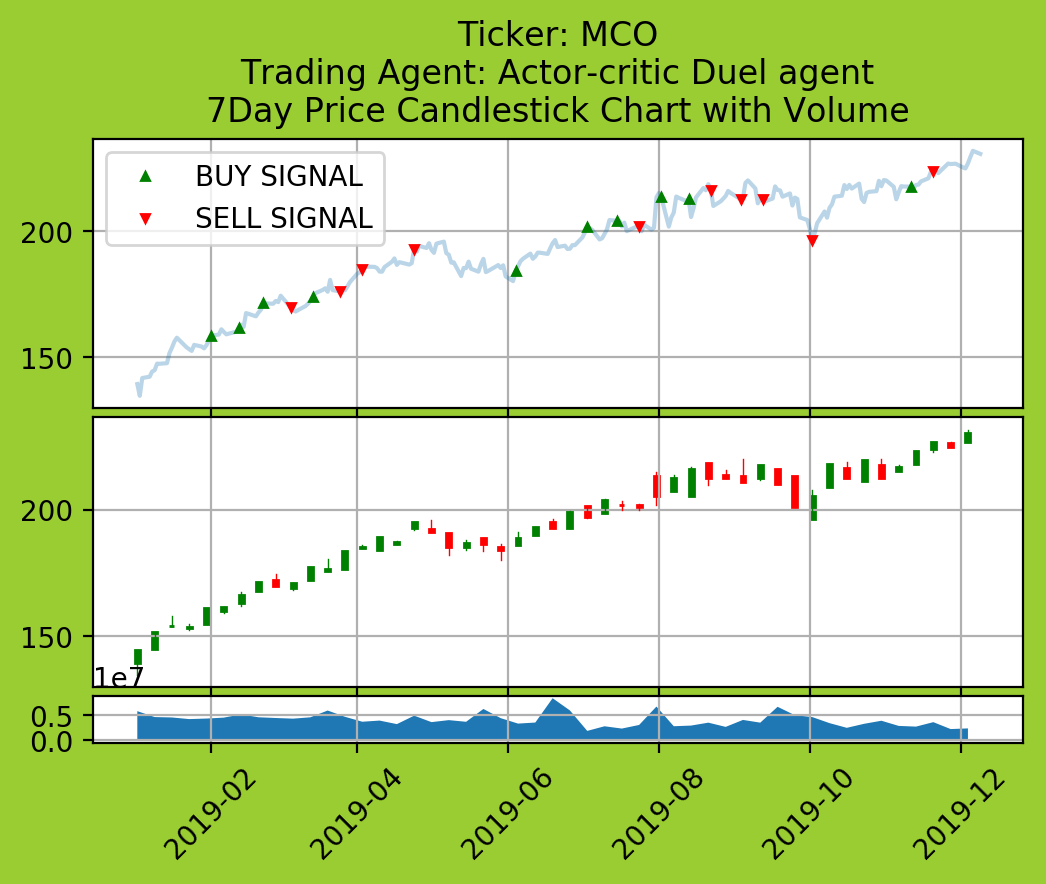 Ticker: MCO
Trading Agent: Actor-critic Duel agent
7Day Price Candlestick Chart with Volume
BUY SIGNAL
SELL SIGNAL
200
150
200
150
1e7
0.5
0.0
2019-02
2019-04
2019-06
2019-08
2019-10
2019-12